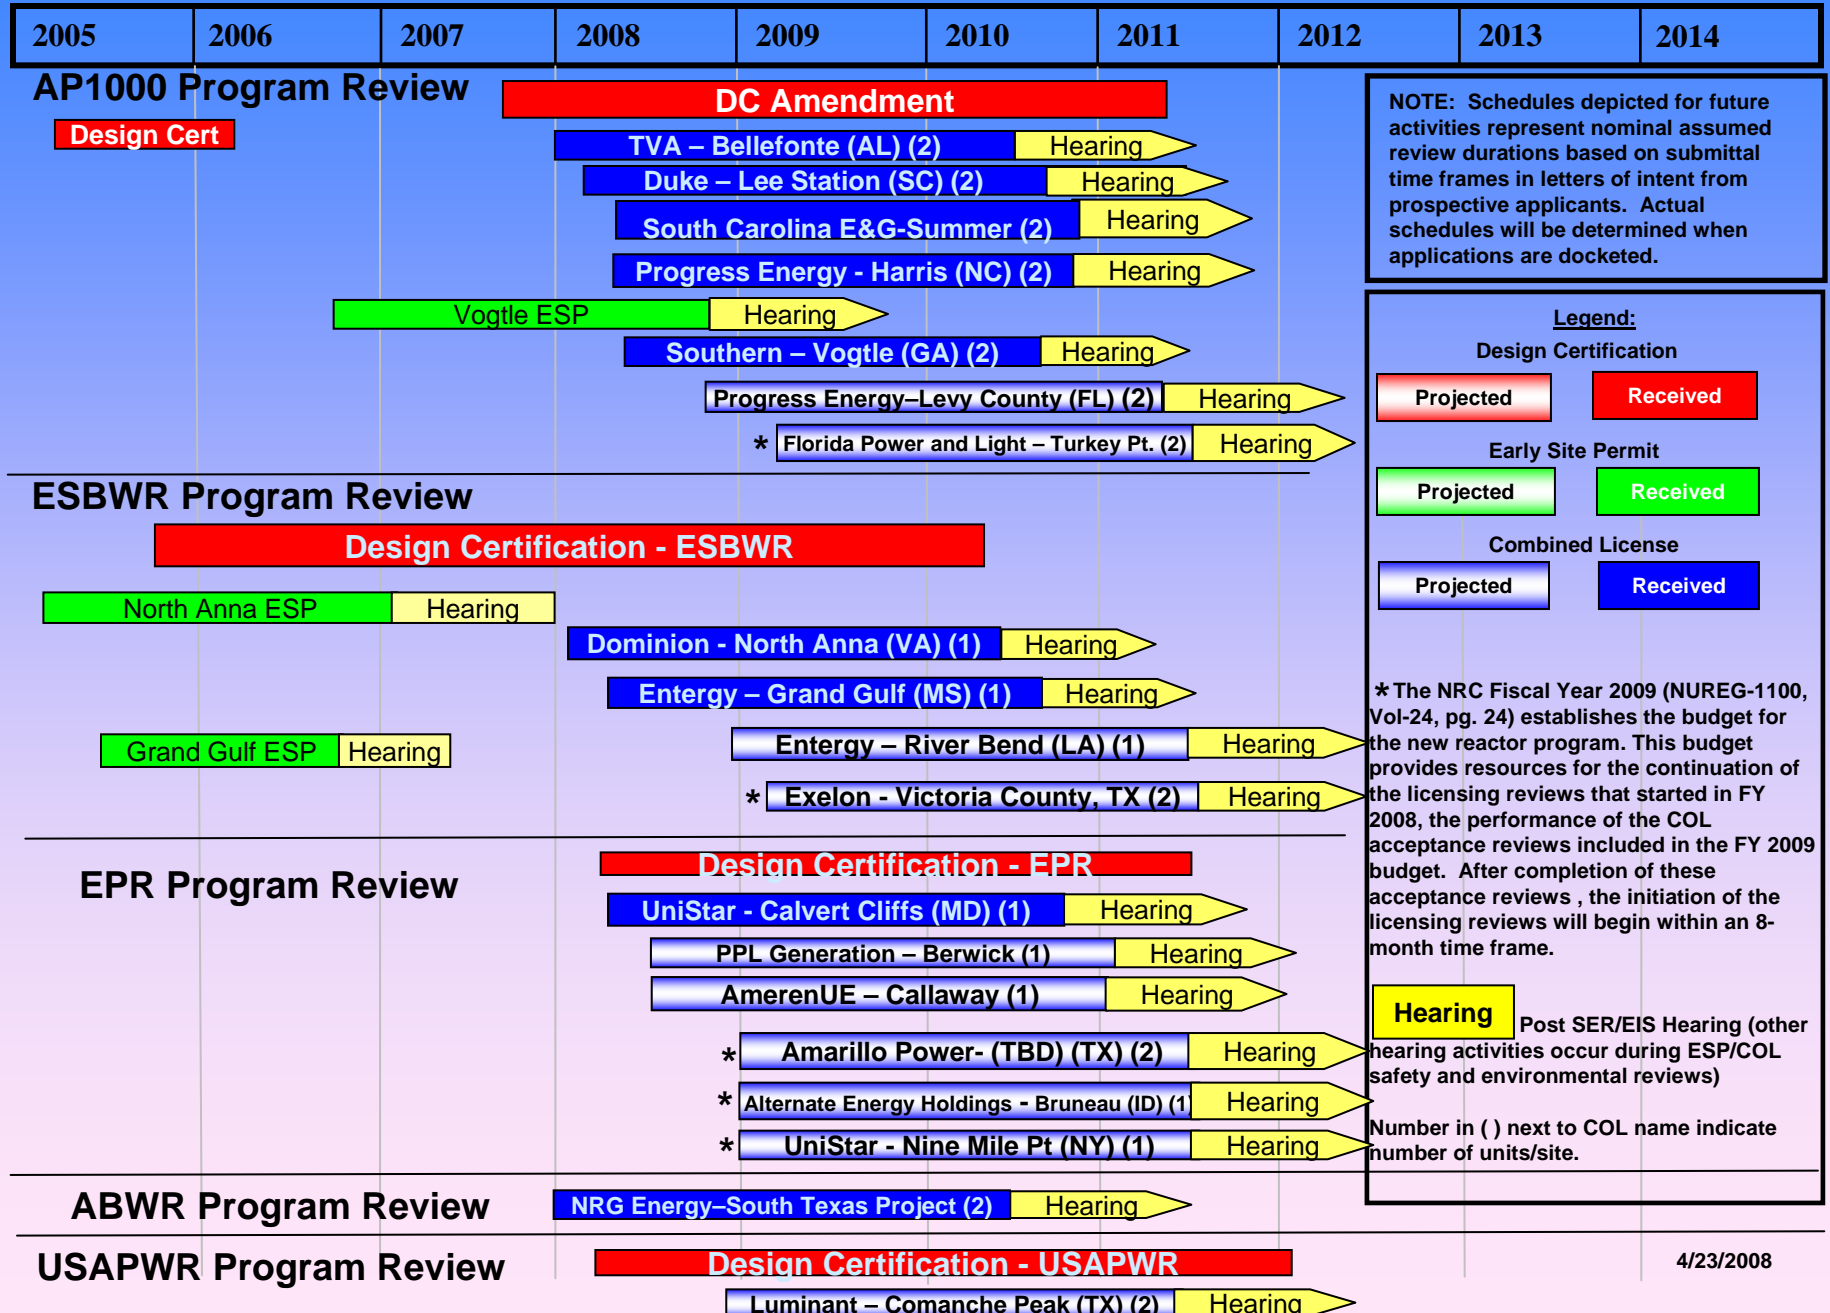 2005 2006 2007 2008 2009 2010 2011 2012 2013 2014
AP1000 Program Review
DC Amendment
Design Cert
TVA – Bellefonte (AL) (2) Hearing
Duke – Lee Station (SC) (2) Hearing
South Carolina E&G-Summer (2) Hearing
Progress Energy - Harris (NC) (2) Hearing
Vogtle ESP Hearing
Southern – Vogtle (GA) (2) Hearing
Progress Energy–Levy County (FL) (2) Hearing
* Florida Power and Light – Turkey Pt. (2) Hearing
ESBWR Program Review
Design Certification - ESBWR
North Anna ESP Hearing
Dominion - North Anna (VA) (1) Hearing
Entergy – Grand Gulf (MS) (1) Hearing
Grand Gulf ESP Hearing
Entergy – River Bend (LA) (1) Hearing
* Exelon - Victoria County, TX (2) Hearing
EPR Program Review
Design Certification - EPR
UniStar - Calvert Cliffs (MD) (1) Hearing
PPL Generation – Berwick (1) Hearing
AmerenUE – Callaway (1) Hearing
* Amarillo Power- (TBD) (TX) (2) Hearing
* Alternate Energy Holdings - Bruneau (ID) (1) Hearing
* UniStar - Nine Mile Pt (NY) (1) Hearing
ABWR Program Review
NRG Energy–South Texas Project (2) Hearing
USAPWR Program Review
Design Certification - USAPWR
Luminant – Comanche Peak (TX) (2) Hearing
NOTE: Schedules depicted for future
activities represent nominal assumed
review durations based on submittal
time frames in letters of intent from
prospective applicants. Actual
schedules will be determined when
applications are docketed.
Legend:
Design Certification
Projected Received
Early Site Permit
Projected Received
Combined License
Projected Received
* The NRC Fiscal Year 2009 (NUREG-1100,
Vol-24, pg. 24) establishes the budget for
the new reactor program. This budget
provides resources for the continuation of
the licensing reviews that started in FY
2008, the performance of the COL
acceptance reviews included in the FY 2009
budget. After completion of these
acceptance reviews , the initiation of the
licensing reviews will begin within an 8-
month time frame.
Hearing Post SER/EIS Hearing (other
hearing activities occur during ESP/COL
safety and environmental reviews)
Number in ( ) next to COL name indicate
number of units/site.
4/23/2008